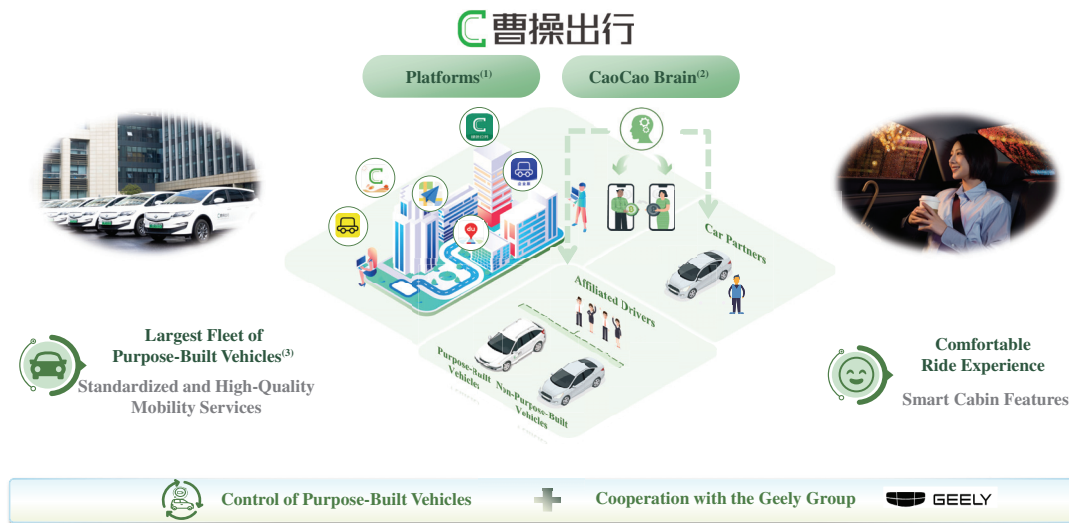 曹操出行
Platforms(1)
CaoCao Brain(2)
du
Car Partners
Affiliated Drivers
Purpose-Built
Vehicles
Non-Purpose-Built
Vehicles
Largest Fleet of
Purpose-Built Vehicles(3)
Standardized and High-Quality
Mobility Services
Comfortable
Ride Experience
Smart Cabin Features
Control of Purpose-Built Vehicles
Cooperation with the Geely Group
GEELY